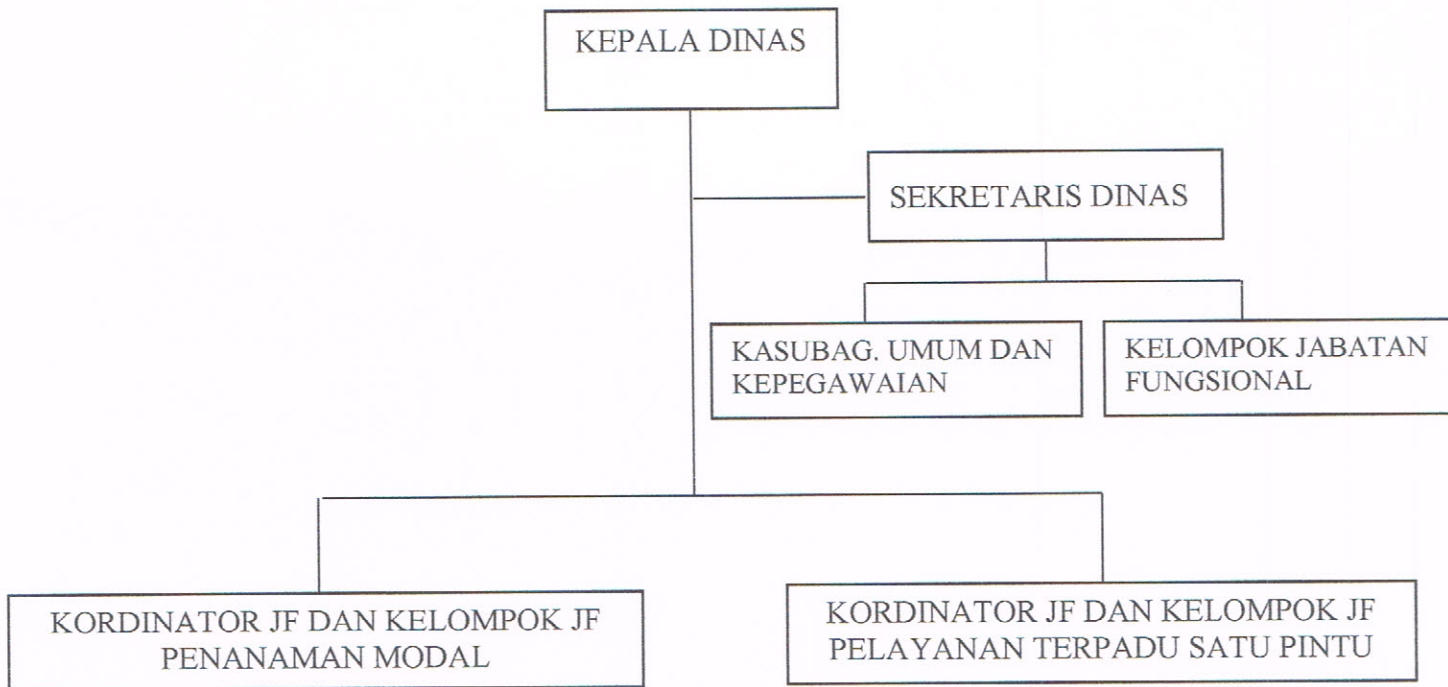 KEPALA DINAS
SEKRETARIS DINAS
KASUBAG. UMUM DAN
KEPEGAWAIAN
KELOMPOK JABATAN
FUNGSIONAL
KORDINATOR JF DAN KELOMPOK JF
PENANAMAN MODAL
KORDINATOR JF DAN KELOMPOK JF
PELAYANAN TERPADU SATU PINTU